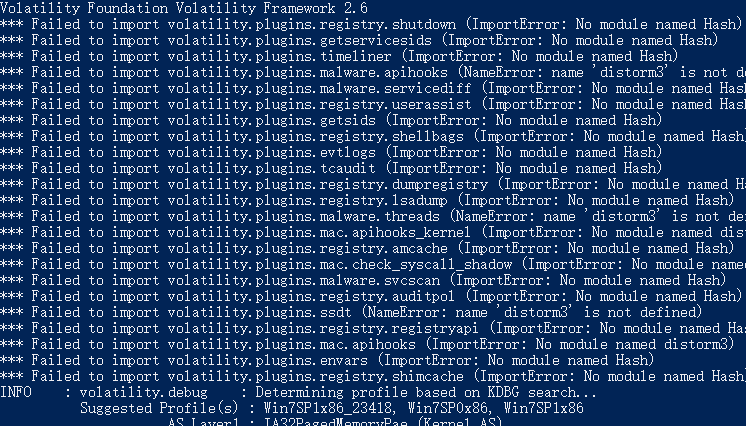 Volatility Foundation Volatility Framework 2.6
*** Failed to import volatility.plugins.registry.shutdown (ImportError: No module named Hash)
*** Failed to import volatility.plugins.getservicesids (ImportError: No module named Hash)
*** Failed to import volatility.plugins.timeliner (ImportError: No module named Hash)
*** Failed to import volatility.plugins.malware.apihooks (NameError: name 'distorm3' is not def
*** Failed to import volatility.plugins.malware.servicediff (ImportError: No module named Hash
*** Failed to import volatility.plugins.registry.userassist (ImportError: No module named Hash
*** Failed to import volatility.plugins.getsids (ImportError: No module named Hash)
*** Failed to import volatility.plugins.registry.shellbags (ImportError: No module named Hash)
*** Failed to import volatility.plugins.evtlogs (ImportError: No module named Hash)
*** Failed to import volatility.plugins.tcaudit (ImportError: No module named Hash)
*** Failed to import volatility.plugins.registry.dumpregistry (ImportError: No module named Ha
*** Failed to import volatility.plugins.registry.lsadump (ImportError: No module named Hash)
*** Failed to import volatility.plugins.malware.threads (NameError: name 'distorm3' is not defi
*** Failed to import volatility.plugins.mac.apihooks_kernel (ImportError: No module named dist
*** Failed to import volatility.plugins.registry.amcache (ImportError: No module named Hash)
*** Failed to import volatility.plugins.mac.check_syscall_shadow (ImportError: No module name
*** Failed to import volatility.plugins.malware.svcscan (ImportError: No module named Hash)
*** Failed to import volatility.plugins.registry.auditpol (ImportError: No module named Hash)
*** Failed to import volatility.plugins.ssdt (NameError: name 'distorm3' is not defined)
*** Failed to import volatility.plugins.registry.registryapi (ImportError: No module named Has
*** Failed to import volatility.plugins.mac.apihooks (ImportError: No module named distorm3)
*** Failed to import volatility.plugins.envars (ImportError: No module named Hash)
*** Failed to import volatility.plugins.registry.shimcache (ImportError: No module named Hash)
INFO    : volatility.debug    : Determining profile based on KDBG search...
Suggested Profile(s) : Win7SP1x86_23418, Win7SP0x86, Win7SP1x86
AS Layer1 : IA32PagedMemoryPae (Kernel AS)